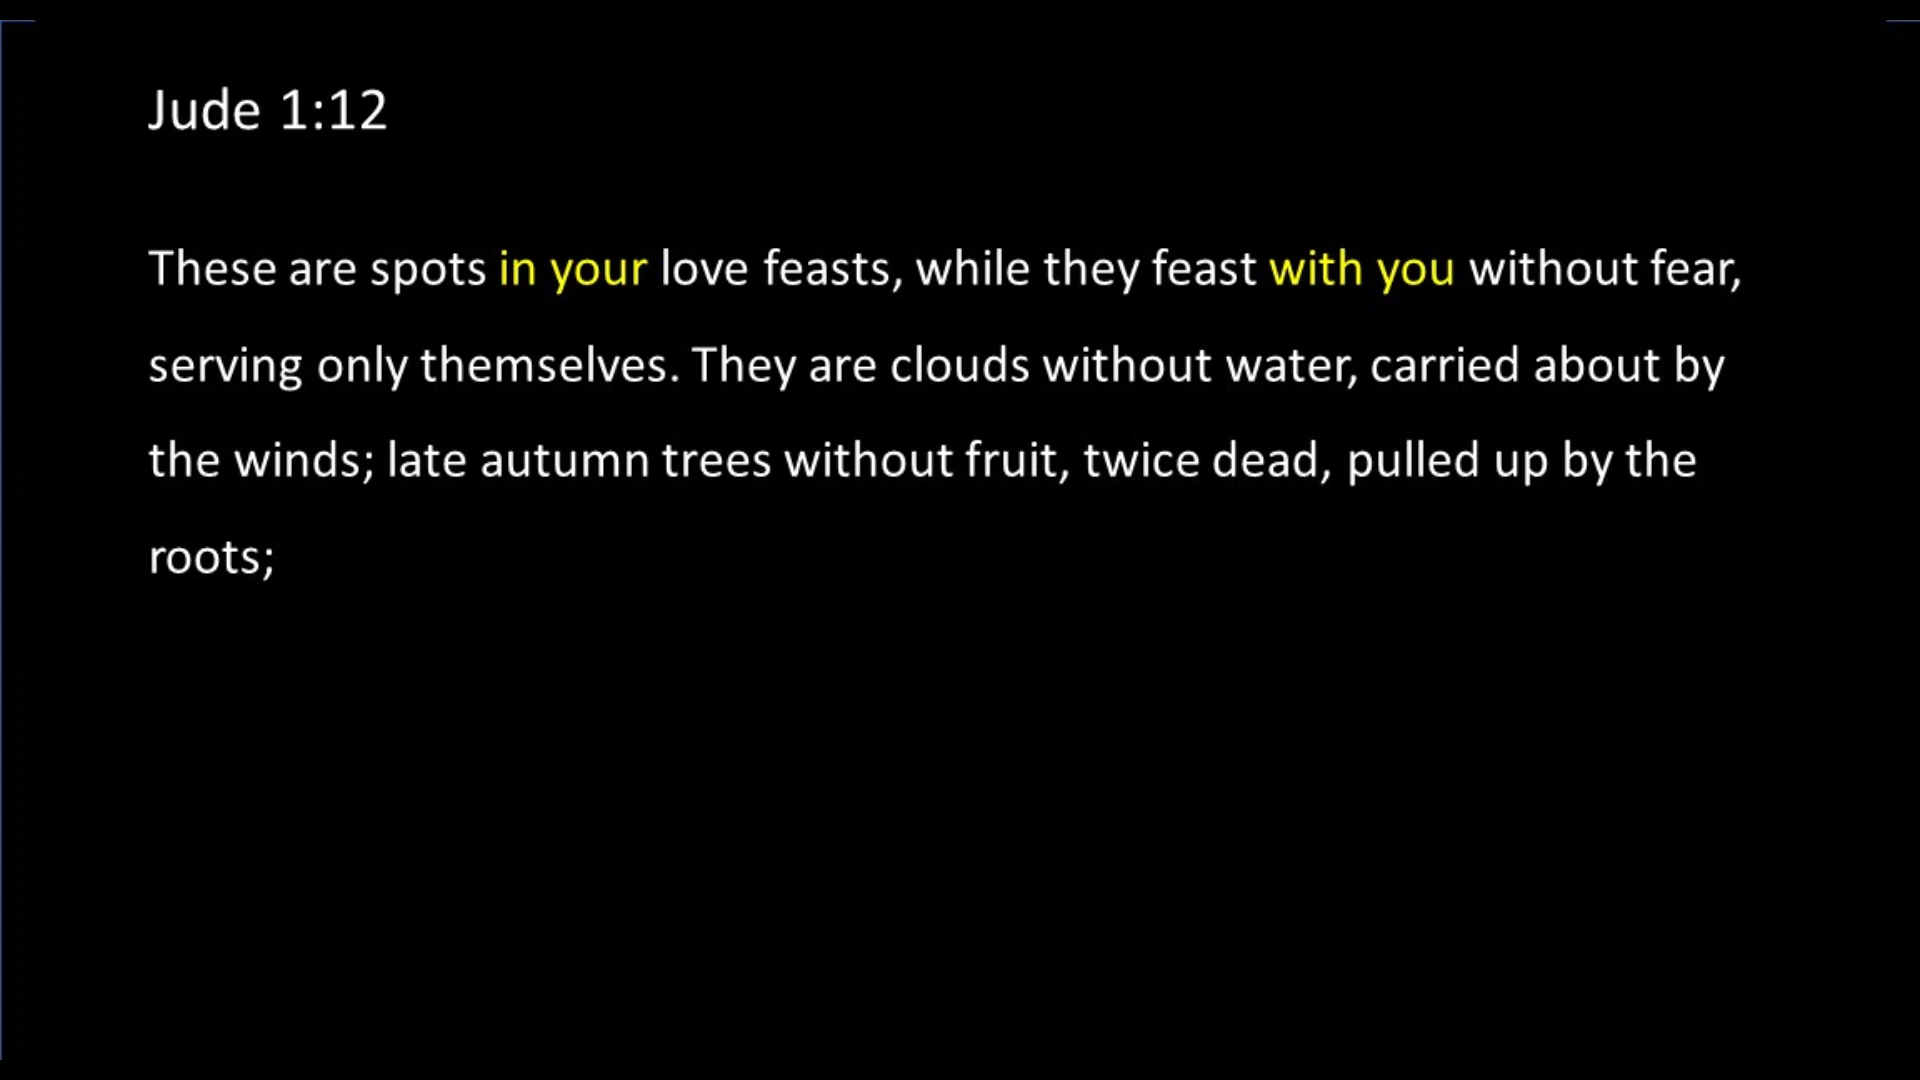 Jude 1:12
These are spots in your love feasts, while they feast with you without fear,
serving only themselves. They are clouds without water, carried about by
the winds; late autumn trees without fruit, twice dead, pulled up by the
roots;